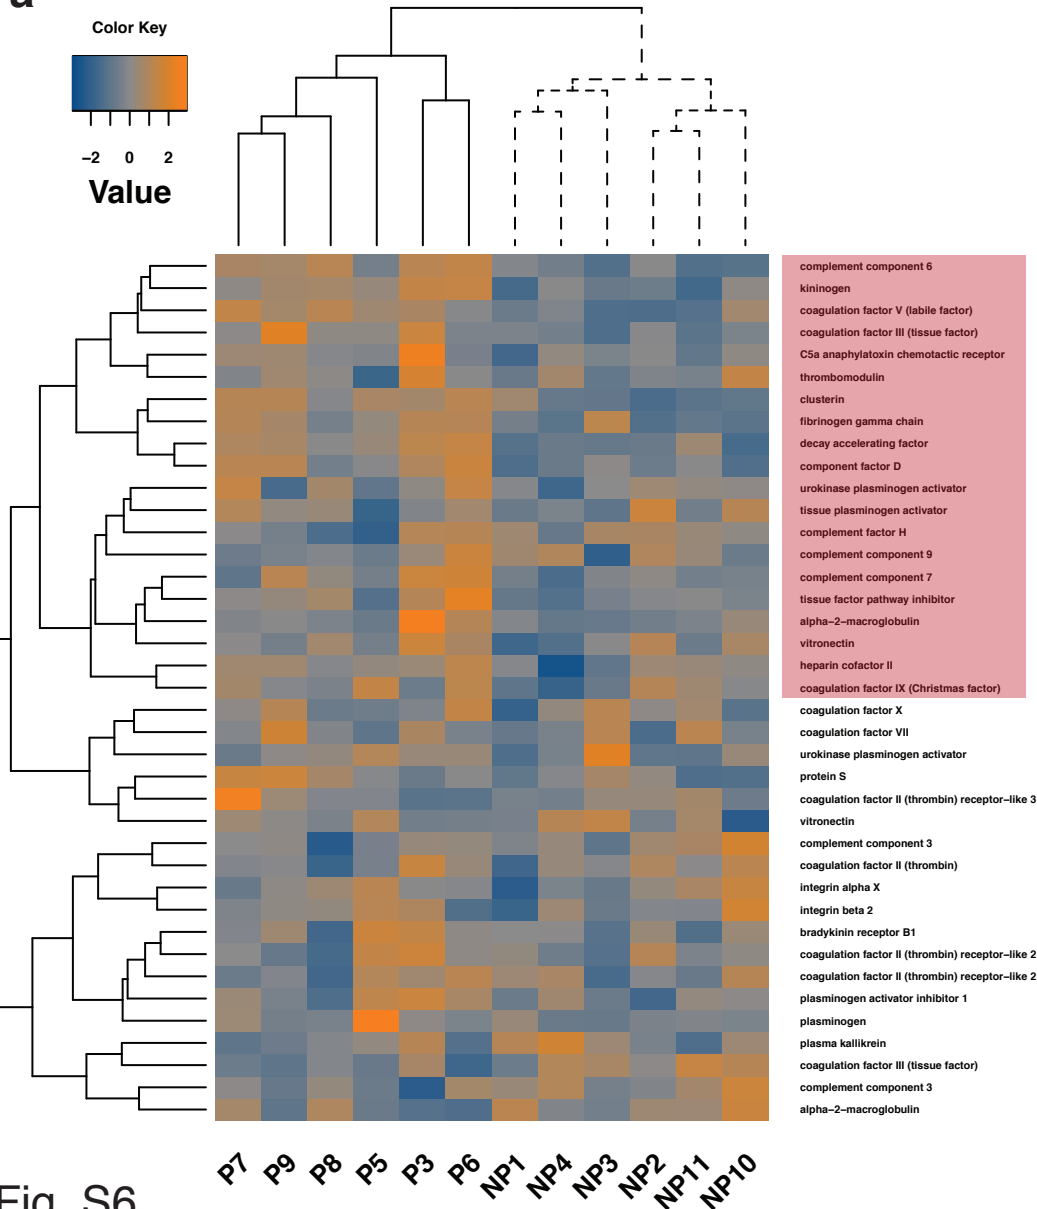 a
Color Key
−2 0 2
Value
complement component 6
kininogen
coagulation factor V (labile factor)
coagulation factor III (tissue factor)
C5a anaphylatoxin chemotactic receptor
thrombomodulin
clusterin
fibrinogen gamma chain
decay accelerating factor
component factor D
urokinase plasminogen activator
tissue plasminogen activator
complement factor H
complement component 9
complement component 7
tissue factor pathway inhibitor
alpha−2−macroglobulin
vitronectin
heparin cofactor II
coagulation factor IX (Christmas factor)
coagulation factor X
coagulation factor VII
urokinase plasminogen activator
protein S
coagulation factor II (thrombin) receptor−like 3
vitronectin
complement component 3
coagulation factor II (thrombin)
integrin alpha X
integrin beta 2
bradykinin receptor B1
coagulation factor II (thrombin) receptor−like 2
coagulation factor II (thrombin) receptor−like 2
plasminogen activator inhibitor 1
plasminogen
plasma kallikrein
coagulation factor III (tissue factor)
complement component 3
alpha−2−macroglobulin
P7 P9 P8 P5 P3 P6 NP1 NP4 NP3 NP2 NP11 NP10
Fig. S6